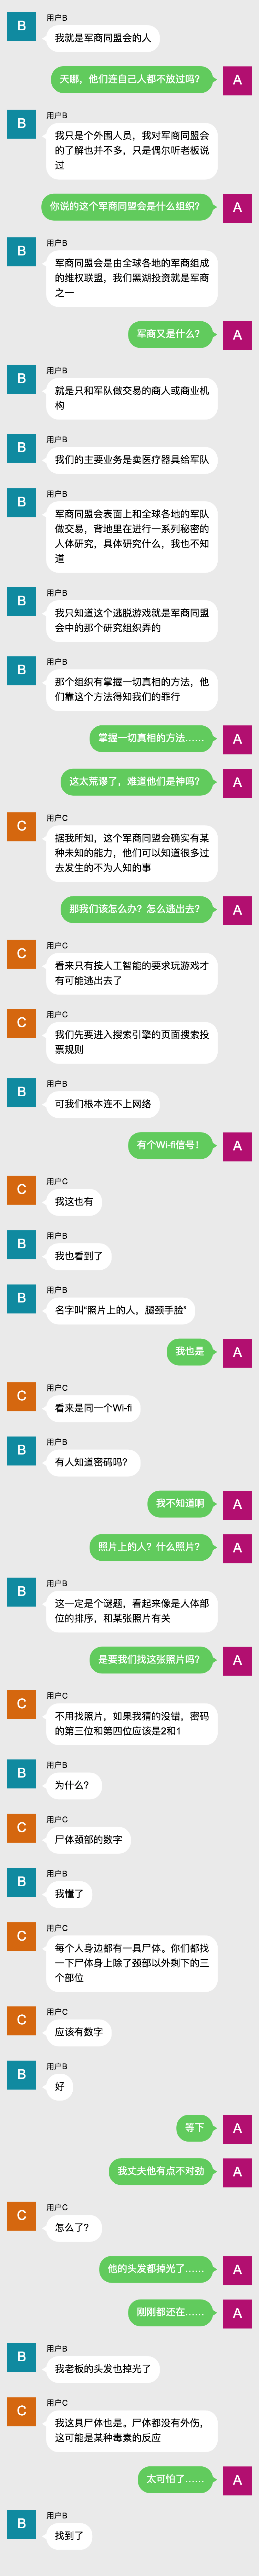 B
用户B
我就是军商同盟会的人
天哪，他们连自己人都不放过吗？
A
B
用户B
我只是个外围人员，我对军商同盟会
的了解也并不多，只是偶尔听老板说
过
你说的这个军商同盟会是什么组织？
A
B
用户B
军商同盟会是由全球各地的军商组成
的维权联盟，我们黑湖投资就是军商
之一
军商又是什么？
A
B
用户B
就是只和军队做交易的商人或商业机
构
B
用户B
我们的主要业务是卖医疗器具给军队
B
用户B
军商同盟会表面上和全球各地的军队
做交易，背地里在进行一系列秘密的
人体研究，具体研究什么，我也不知
道
B
用户B
我只知道这个逃脱游戏就是军商同盟
会中的那个研究组织弄的
B
用户B
那个组织有掌握一切真相的方法，他
们靠这个方法得知我们的罪行
掌握一切真相的方法……
A
这太荒谬了，难道他们是神吗？
A
C
用户C
据我所知，这个军商同盟会确实有某
种未知的能力，他们可以知道很多过
去发生的不为人知的事
那我们该怎么办？怎么逃出去？
A
C
用户C
看来只有按人工智能的要求玩游戏才
有可能逃出去了
C
用户C
我们先要进入搜索引擎的页面搜索投
票规则
B
用户B
可我们根本连不上网络
有个Wi-fi信号！
A
C
用户C
我这也有
B
用户B
我也看到了
B
用户B
名字叫“照片上的人，腿颈手脸”
我也是
A
C
用户C
看来是同一个Wi-fi
B
用户B
有人知道密码吗？
我不知道啊
A
照片上的人？什么照片？
A
B
用户B
这一定是个谜题，看起来像是人体部
位的排序，和某张照片有关
是要我们找这张照片吗？
A
C
用户C
不用找照片，如果我猜的没错，密码
的第三位和第四位应该是2和1
B
用户B
为什么？
C
用户C
尸体颈部的数字
B
用户B
我懂了
C
用户C
每个人身边都有一具尸体。你们都找
一下尸体身上除了颈部以外剩下的三
个部位
C
用户C
应该有数字
B
用户B
好
等下
A
我丈夫他有点不对劲
A
C
用户C
怎么了？
他的头发都掉光了……
A
刚刚都还在……
A
B
用户B
我老板的头发也掉光了
C
用户C
我这具尸体也是。尸体都没有外伤，
这可能是某种毒素的反应
太可怕了……
A
B
用户B
找到了